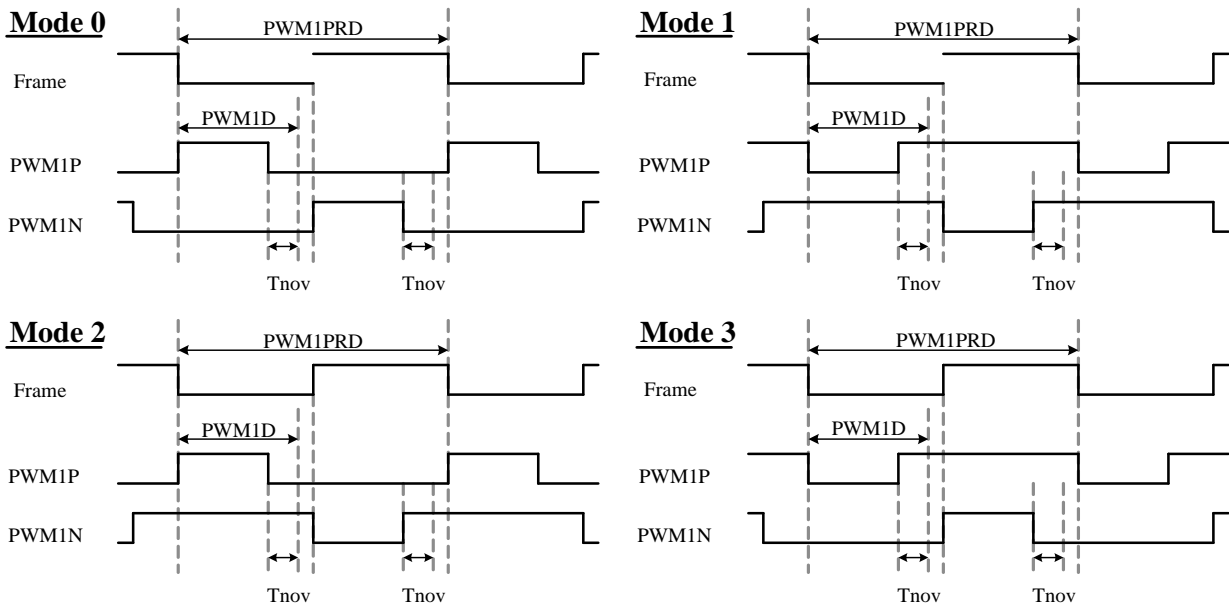 Mode 0
PWM1PRD
Frame
PWM1D
PWM1P
PWM1N
Tnov
Tnov
Mode 1
PWM1PRD
Frame
PWM1D
PWM1P
PWM1N
Tnov
Tnov
Mode 2
PWM1PRD
Frame
PWM1D
PWM1P
PWM1N
Tnov
Tnov
Mode 3
PWM1PRD
Frame
PWM1D
PWM1P
PWM1N
Tnov
Tnov